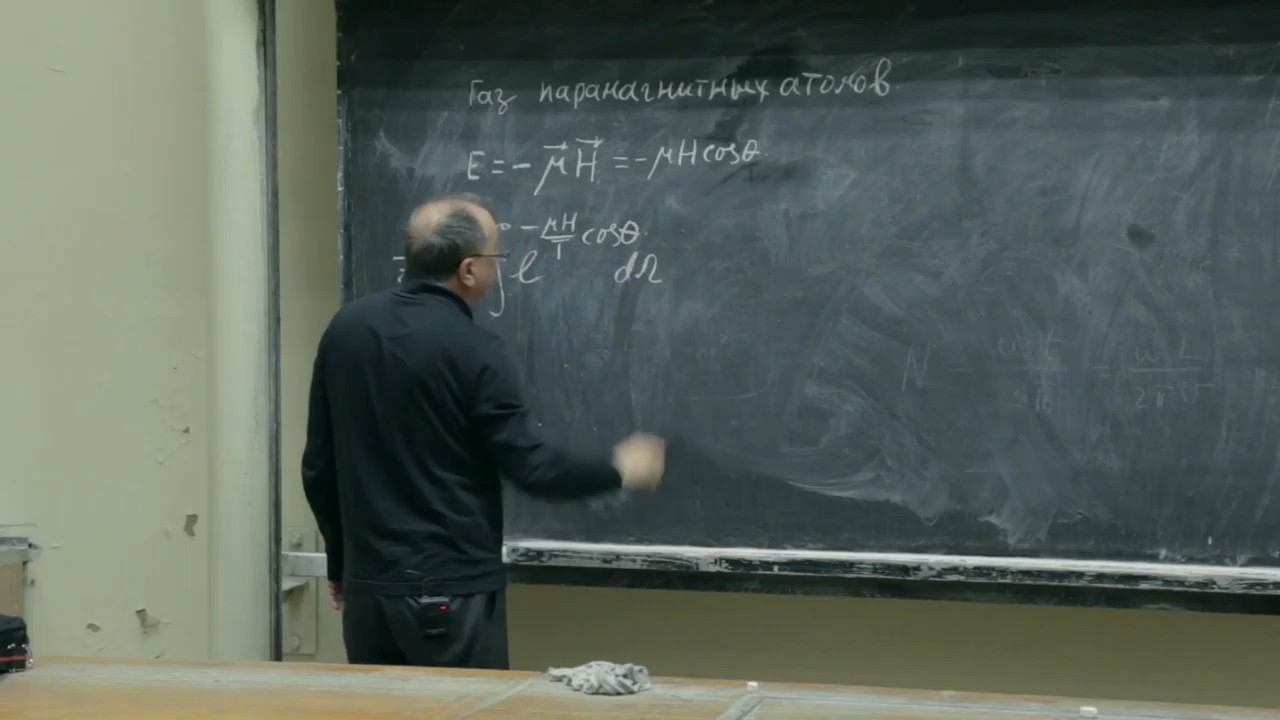 Газ парамагнитных атомов.
E = - μ⃗ H⃗ = - μH cosθ.
∫ e^{- μH/T cosθ} dΩ
N =